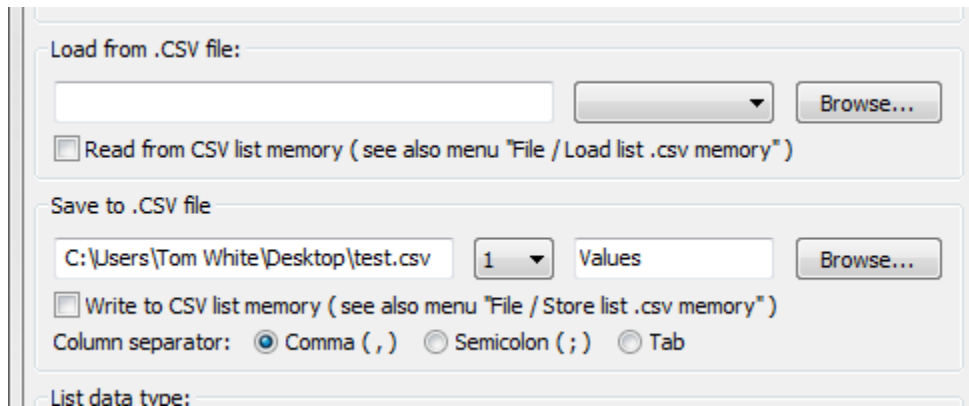 Load from .CSV file:
Browse...
Read from CSV list memory ( see also menu "File / Load list .csv memory" )
Save to .CSV file
C:\Users\Tom White\Desktop\test.csv 1 Values Browse...
Write to CSV list memory ( see also menu "File / Store list .csv memory" )
Column separator: Comma ( , ) Semicolon ( ; ) Tab
List data type: